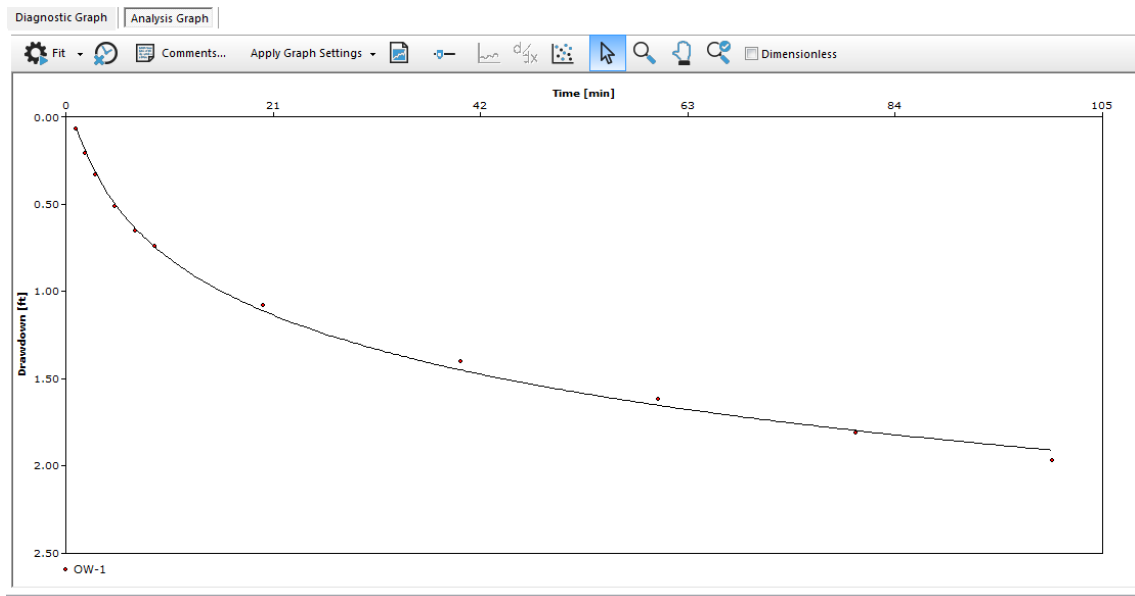 Diagnostic Graph Analysis Graph
Fit Comments... Apply Graph Settings d/dx Dimensionless
Time [min]
0 21 42 63 84 105
0.00
0.50
1.00
Drawdown [ft]
1.50
2.00
2.50
OW-1